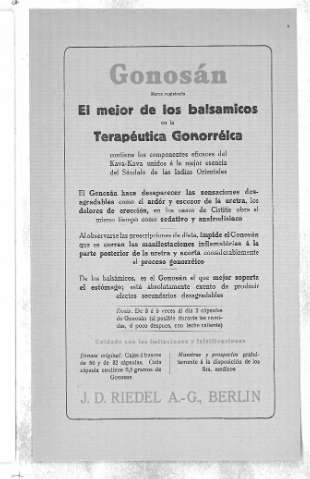 Gonosán
Marca registrada
El mejor de los balsamicos
en la
Terapéutica Gonorréica
contiene los componentes eficaces del
Kava-Kava unidos á la mejor esencia
del Sándalo de las Indias Orientales
El Gonosán hace desaparecer las sensaciones des-
agradables como el ardór y escozor de la uretra, los
dolores de erección, en los casos de Cistitis obra al
mismo tiempo como sedativo y anafrodisiaco
Al observarse las prescripciones de dieta, impide el Gonosán
que se corran las manifestaciones inflamatorias á la
parte posterior de la uretra y acorta considerablemente
el proceso gonorréico
De los balsámicos, es el Gonosán el que mejor soporta
el estómago; está absolutamente exento de producir
efectos secundarios desagradables
Dosis: De 3 á 5 veces al día 2 cápsulas
de Gonosán (si posible durante las comi-
das, ó poco después, con leche caliente)
Cuidado con las imitaciones y falsificaciones
Envase original: Cajas á frascos
de 50 y de 32 cápsulas. Cada
cápsula contiene 0,3 gramos de
Gonosan
Muestras y prospectos gratui-
tamente á la disposición de los
Srs. médicos
J. D. RIEDEL A.-G., BERLIN